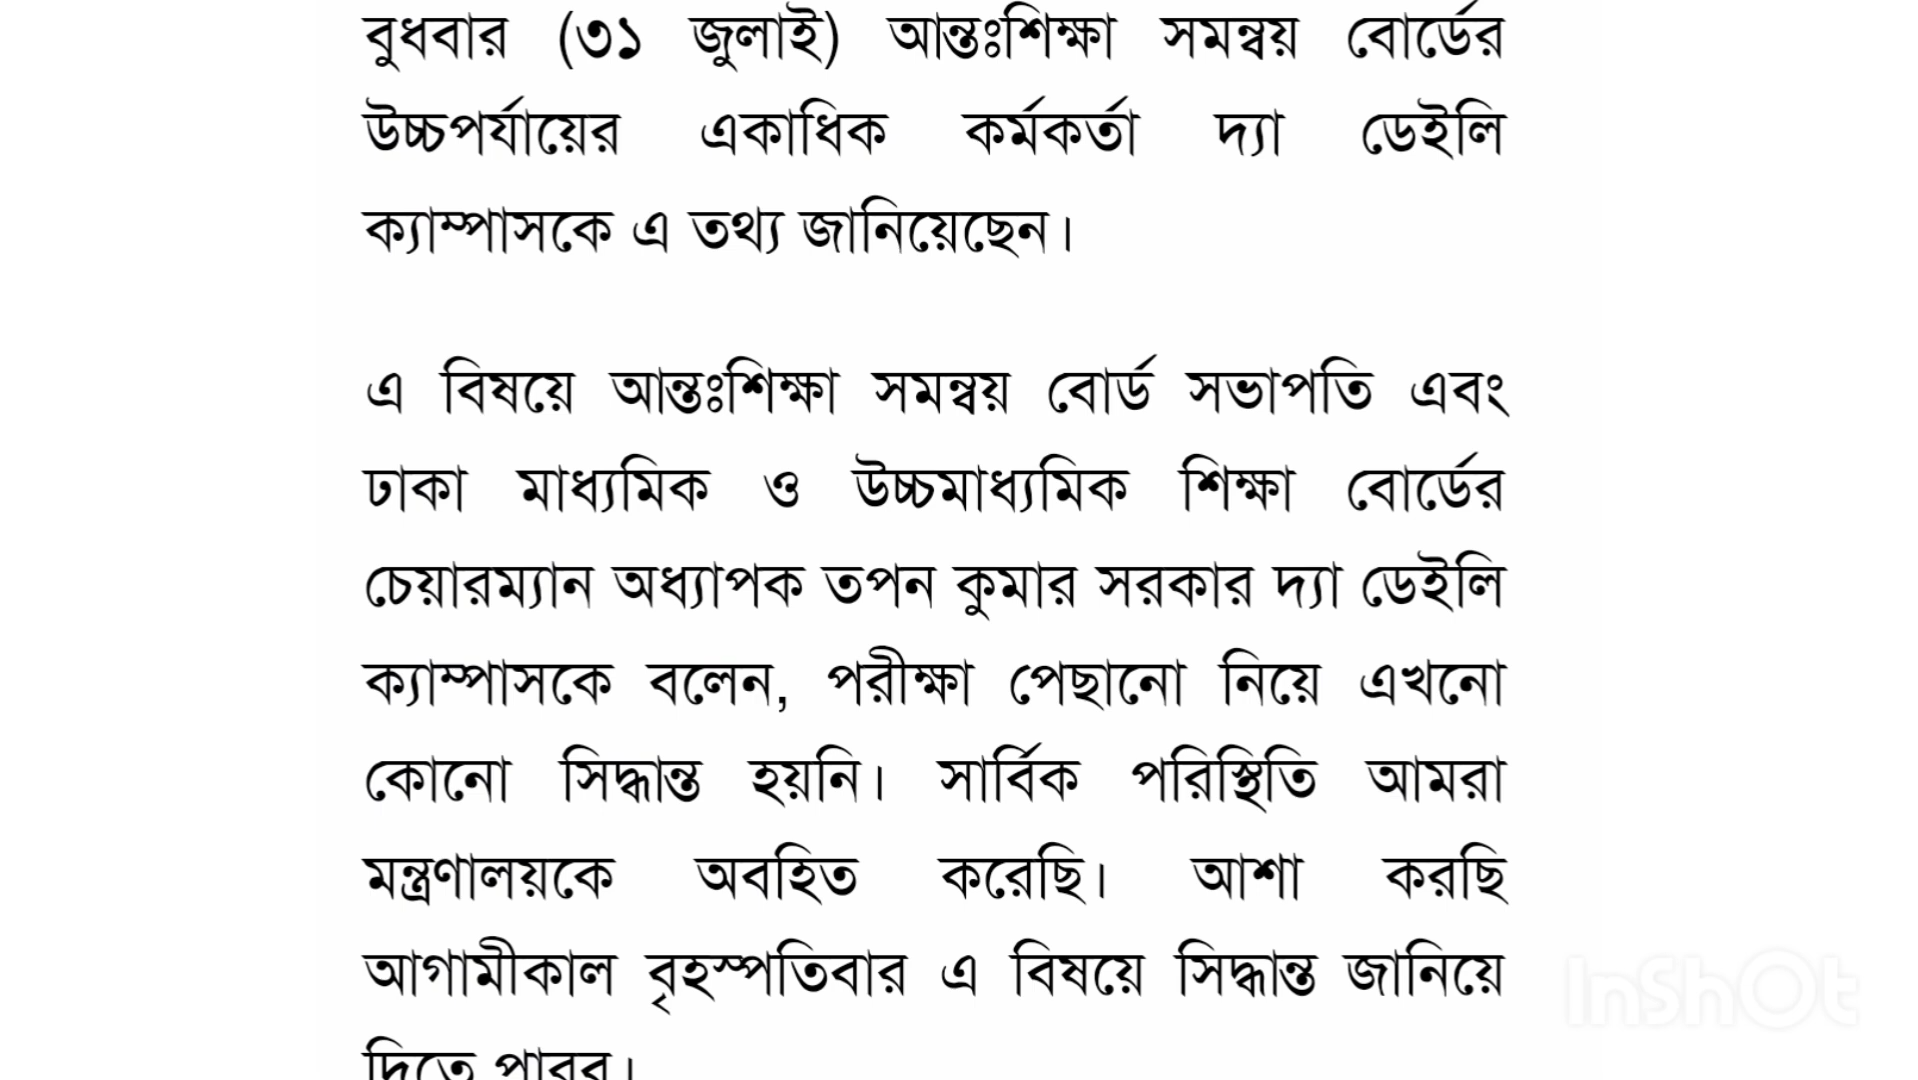 বুধবার (৩১ জুলাই) আন্তঃশিক্ষা সমন্বয় বোর্ডের
উচ্চপর্যায়ের একাধিক কর্মকর্তা দ্যা ডেইলি
ক্যাম্পাসকে এ তথ্য জানিয়েছেন।
এ বিষয়ে আন্তঃশিক্ষা সমন্বয় বোর্ড সভাপতি এবং
ঢাকা মাধ্যমিক ও উচ্চমাধ্যমিক শিক্ষা বোর্ডের
চেয়ারম্যান অধ্যাপক তপন কুমার সরকার দ্যা ডেইলি
ক্যাম্পাসকে বলেন, পরীক্ষা পেছানো নিয়ে এখনো
কোনো সিদ্ধান্ত হয়নি। সার্বিক পরিস্থিতি আমরা
মন্ত্রণালয়কে অবহিত করেছি। আশা করছি
আগামীকাল বৃহস্পতিবার এ বিষয়ে সিদ্ধান্ত জানিয়ে
দিতে পারব।
InShOt